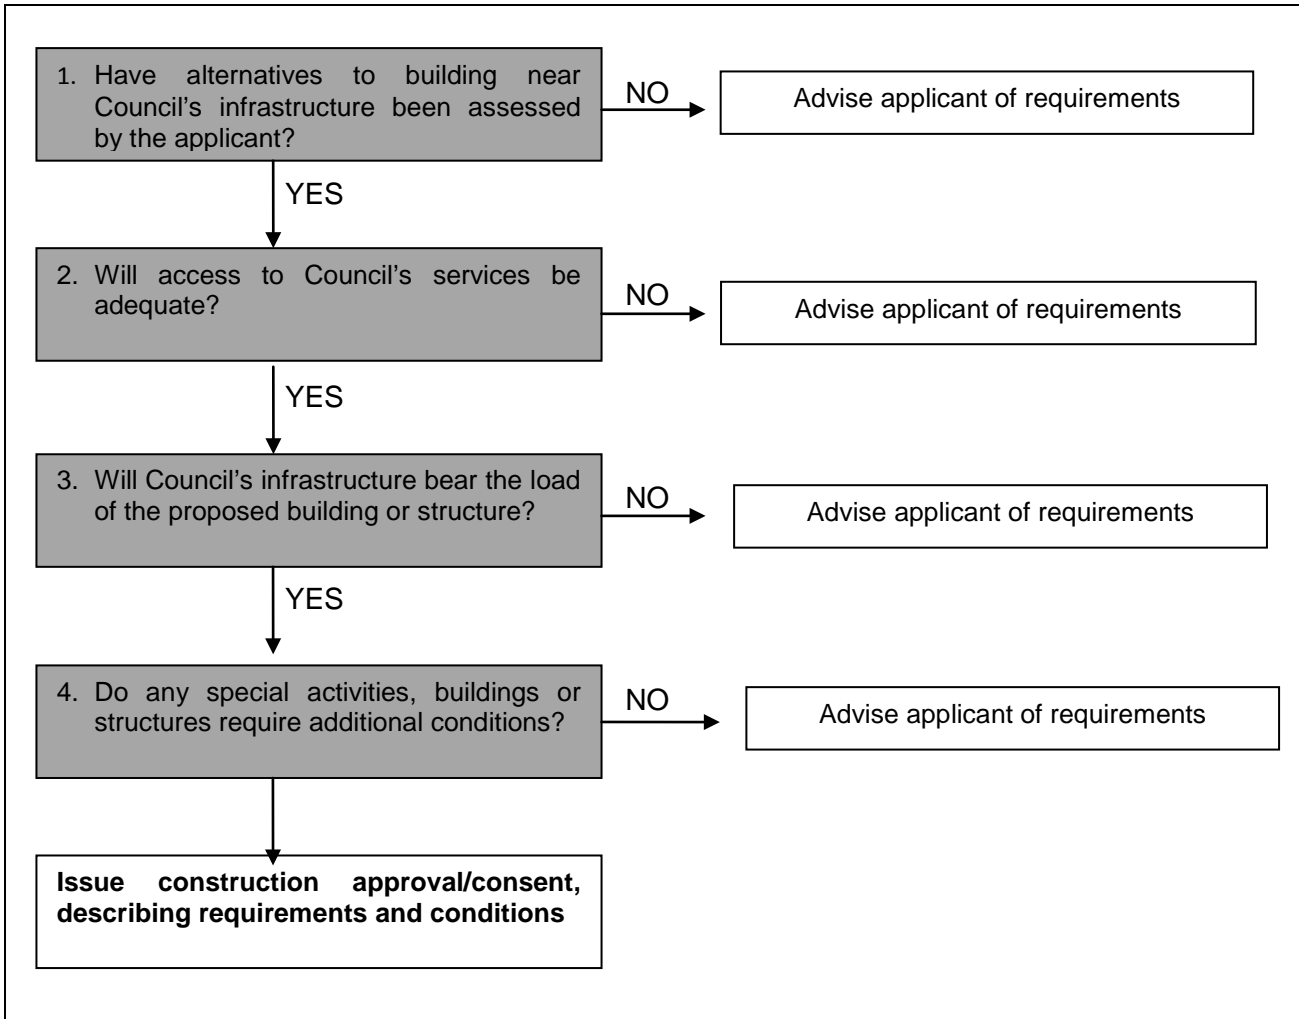 1. Have alternatives to building near
Council’s infrastructure been assessed
by the applicant?
NO
Advise applicant of requirements
YES
2. Will access to Council’s services be
adequate?
NO
Advise applicant of requirements
YES
3. Will Council’s infrastructure bear the load
of the proposed building or structure?
NO
Advise applicant of requirements
YES
4. Do any special activities, buildings or
structures require additional conditions?
NO
Advise applicant of requirements
Issue construction approval/consent,
describing requirements and conditions